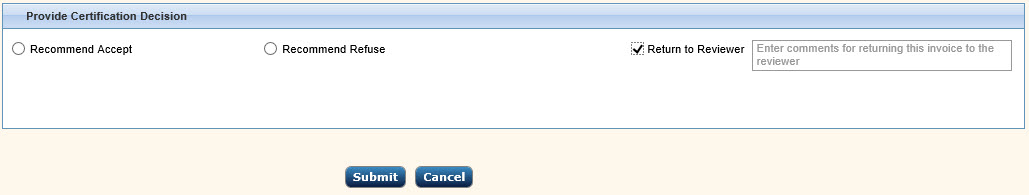 Provide Certification Decision
Recommend Accept
Recommend Refuse
Return to Reviewer
Enter comments for returning this invoice to the
reviewer
Submit
Cancel